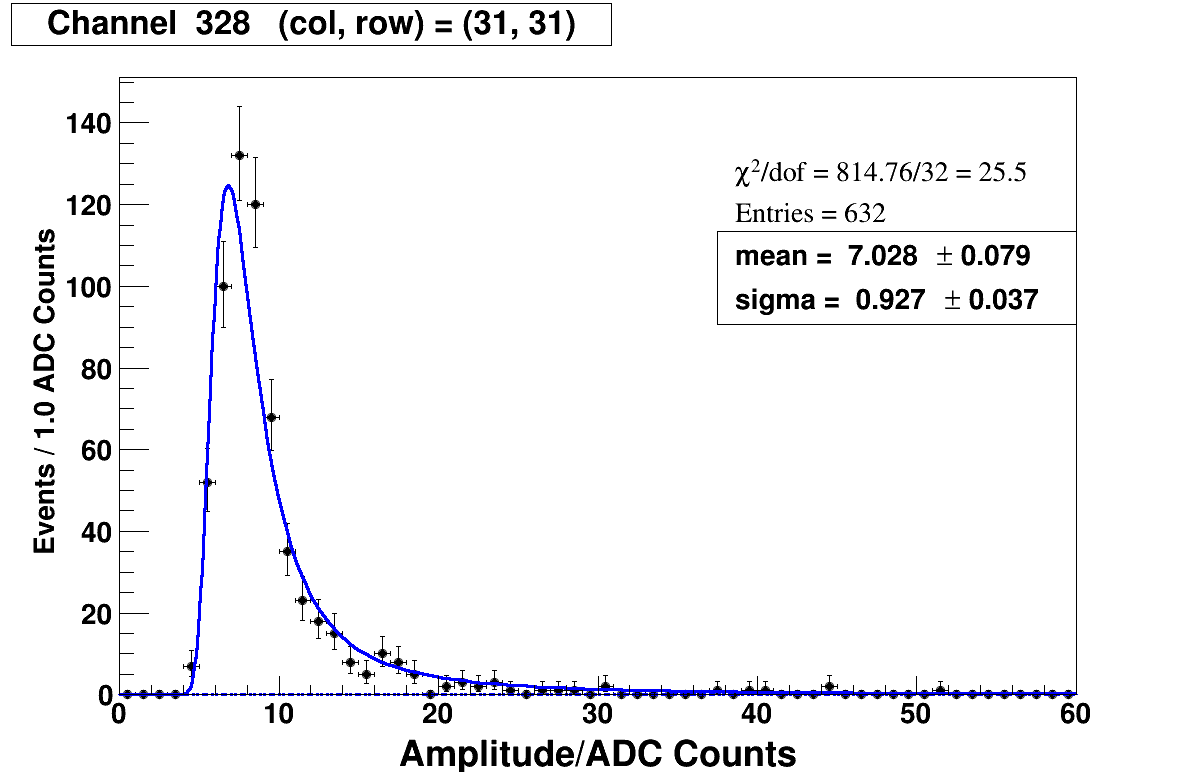 Channel 328 (col, row) = (31, 31)
χ²/dof = 814.76/32 = 25.5
Entries = 632
mean = 7.028 ± 0.079
sigma = 0.927 ± 0.037
Events / 1.0 ADC Counts
140
120
100
80
60
40
20
0
0 10 20 30 40 50 60
Amplitude/ADC Counts